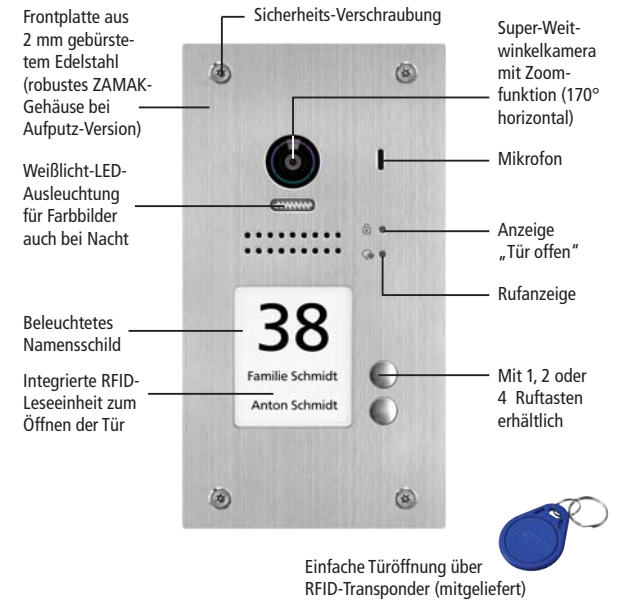 Frontplatte aus
2 mm gebürste-
tem Edelstahl
(robustes ZAMAK-
Gehäuse bei
Aufputz-Version)
Sicherheits-Verschraubung
Super-Weit-
winkelkamera
mit Zoom-
funktion (170°
horizontal)
Mikrofon
Weißlicht-LED-
Ausleuchtung
für Farbbilder
auch bei Nacht
Anzeige
„Tür offen"
Rufanzeige
Beleuchtetes
Namensschild
Integrierte RFID-
Leseeinheit zum
Öffnen der Tür
38
Familie Schmidt
Anton Schmidt
Mit 1, 2 oder
4 Ruftasten
erhältlich
Einfache Türöffnung über
RFID-Transponder (mitgeliefert)